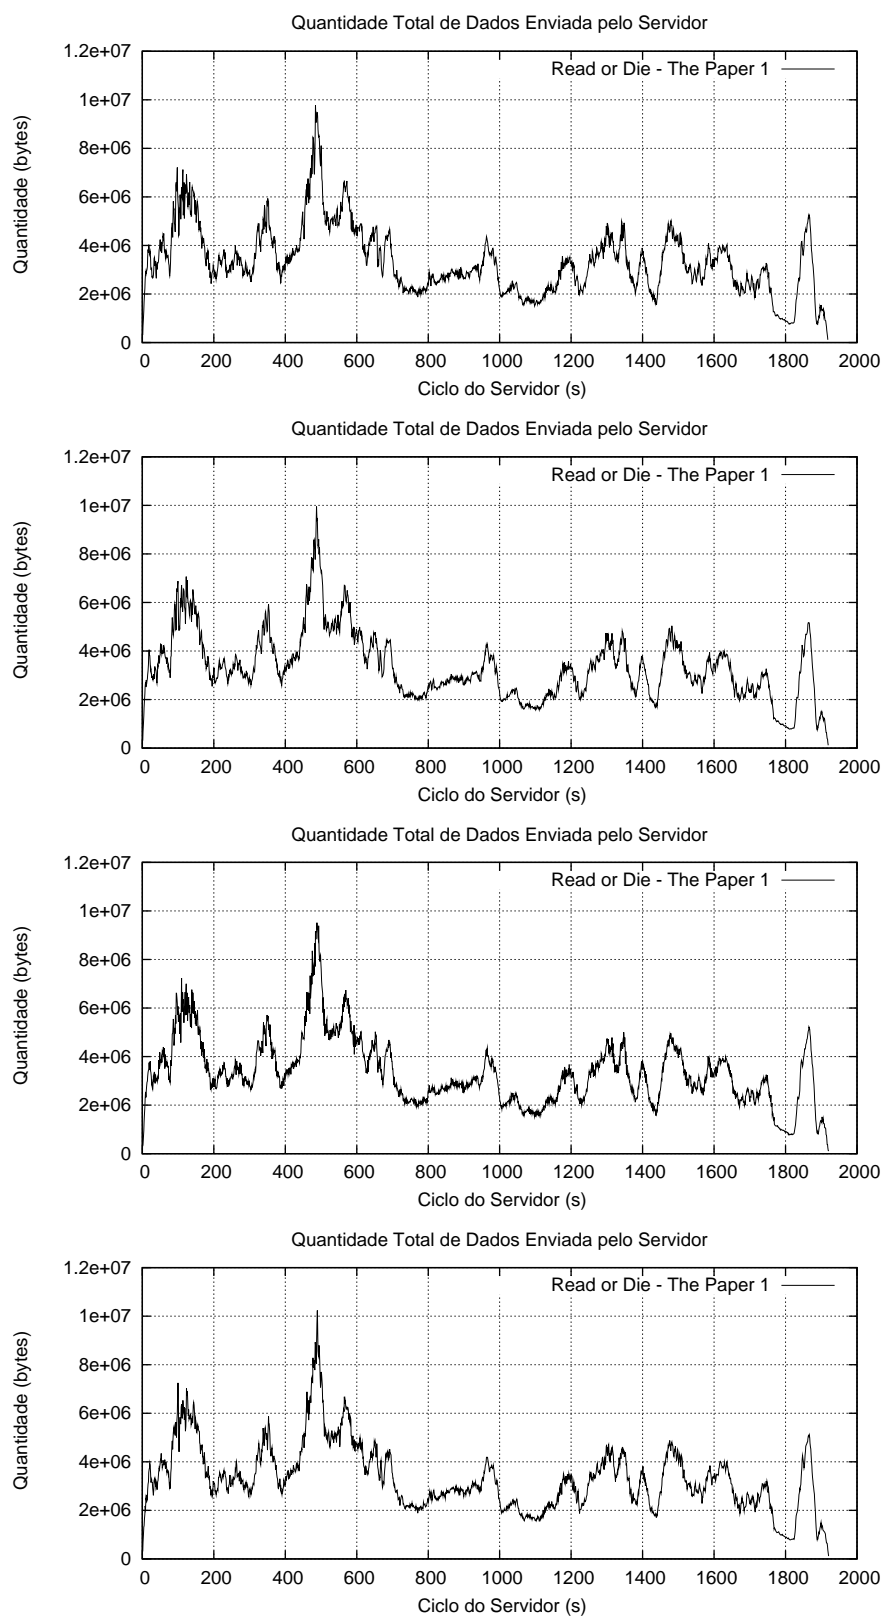 Quantidade Total de Dados Enviada pelo Servidor
1.2e+07
Read or Die - The Paper 1
1e+07
8e+06
6e+06
4e+06
2e+06
0
Quantidade (bytes)
0 200 400 600 800 1000 1200 1400 1600 1800 2000
Ciclo do Servidor (s)
Quantidade Total de Dados Enviada pelo Servidor
1.2e+07
Read or Die - The Paper 1
1e+07
8e+06
6e+06
4e+06
2e+06
0
Quantidade (bytes)
0 200 400 600 800 1000 1200 1400 1600 1800 2000
Ciclo do Servidor (s)
Quantidade Total de Dados Enviada pelo Servidor
1.2e+07
Read or Die - The Paper 1
1e+07
8e+06
6e+06
4e+06
2e+06
0
Quantidade (bytes)
0 200 400 600 800 1000 1200 1400 1600 1800 2000
Ciclo do Servidor (s)
Quantidade Total de Dados Enviada pelo Servidor
1.2e+07
Read or Die - The Paper 1
1e+07
8e+06
6e+06
4e+06
2e+06
0
Quantidade (bytes)
0 200 400 600 800 1000 1200 1400 1600 1800 2000
Ciclo do Servidor (s)